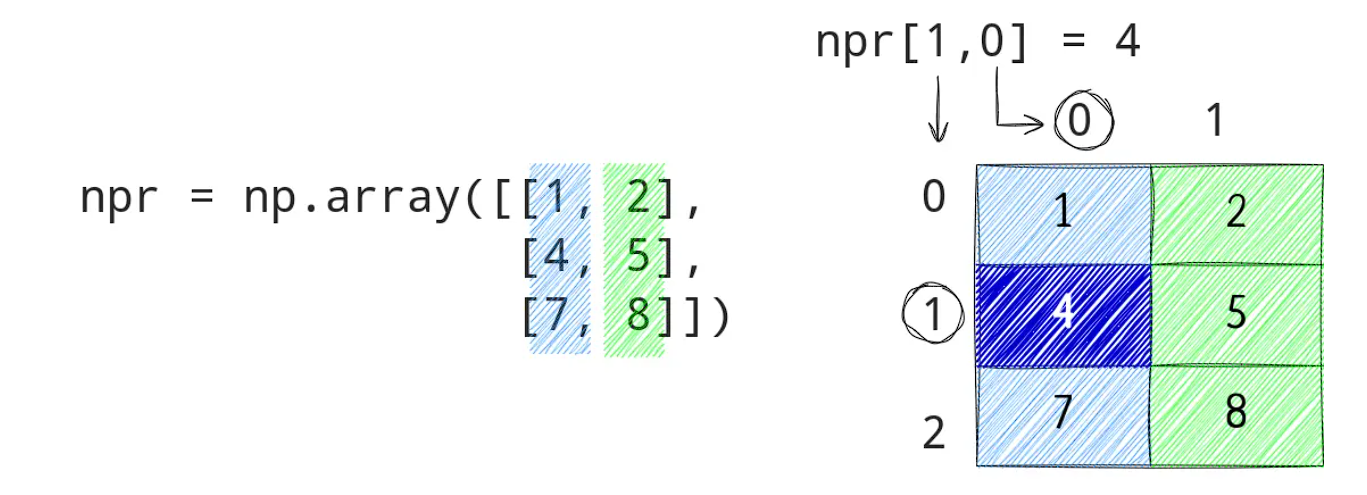 npr[1,0] = 4
0 1
npr = np.array([[1, 2],
[4, 5],
[7, 8]])
0 1 2
1 4 5
2 7 8